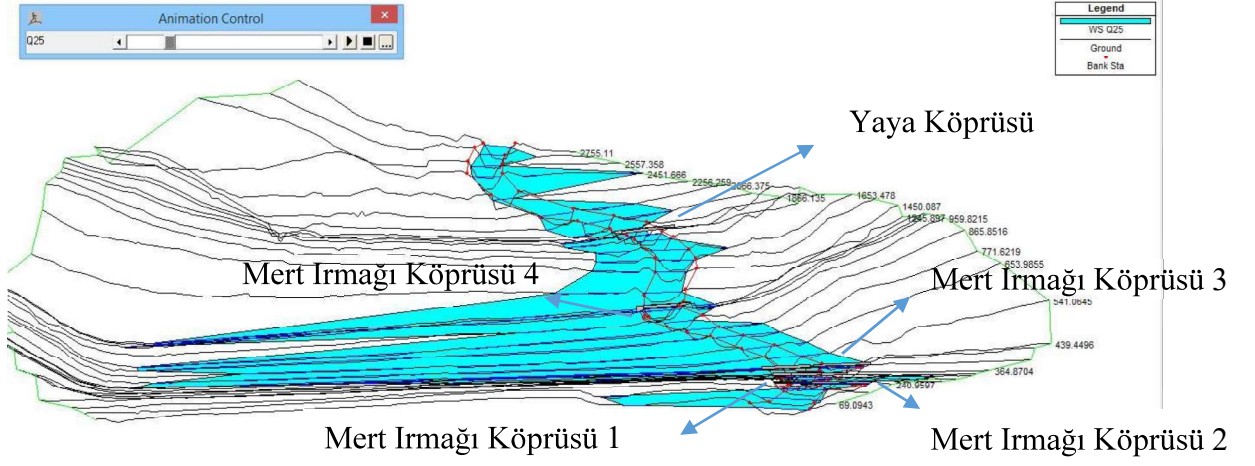 Animation Control
Q25
Legend
WS Q25
Ground
Bank Sta
Yaya Köprüsü
2755.11
2557.358
2451.666
2256.259
2066.375
1866.135
1653.478
1450.087
1245.897
959.8215
865.8516
771.6219
653.9855
Mert Irmağı Köprüsü 4
Mert Irmağı Köprüsü 3
541.0645
439.4496
364.8704
240.9597
69.0943
Mert Irmağı Köprüsü 1
Mert Irmağı Köprüsü 2